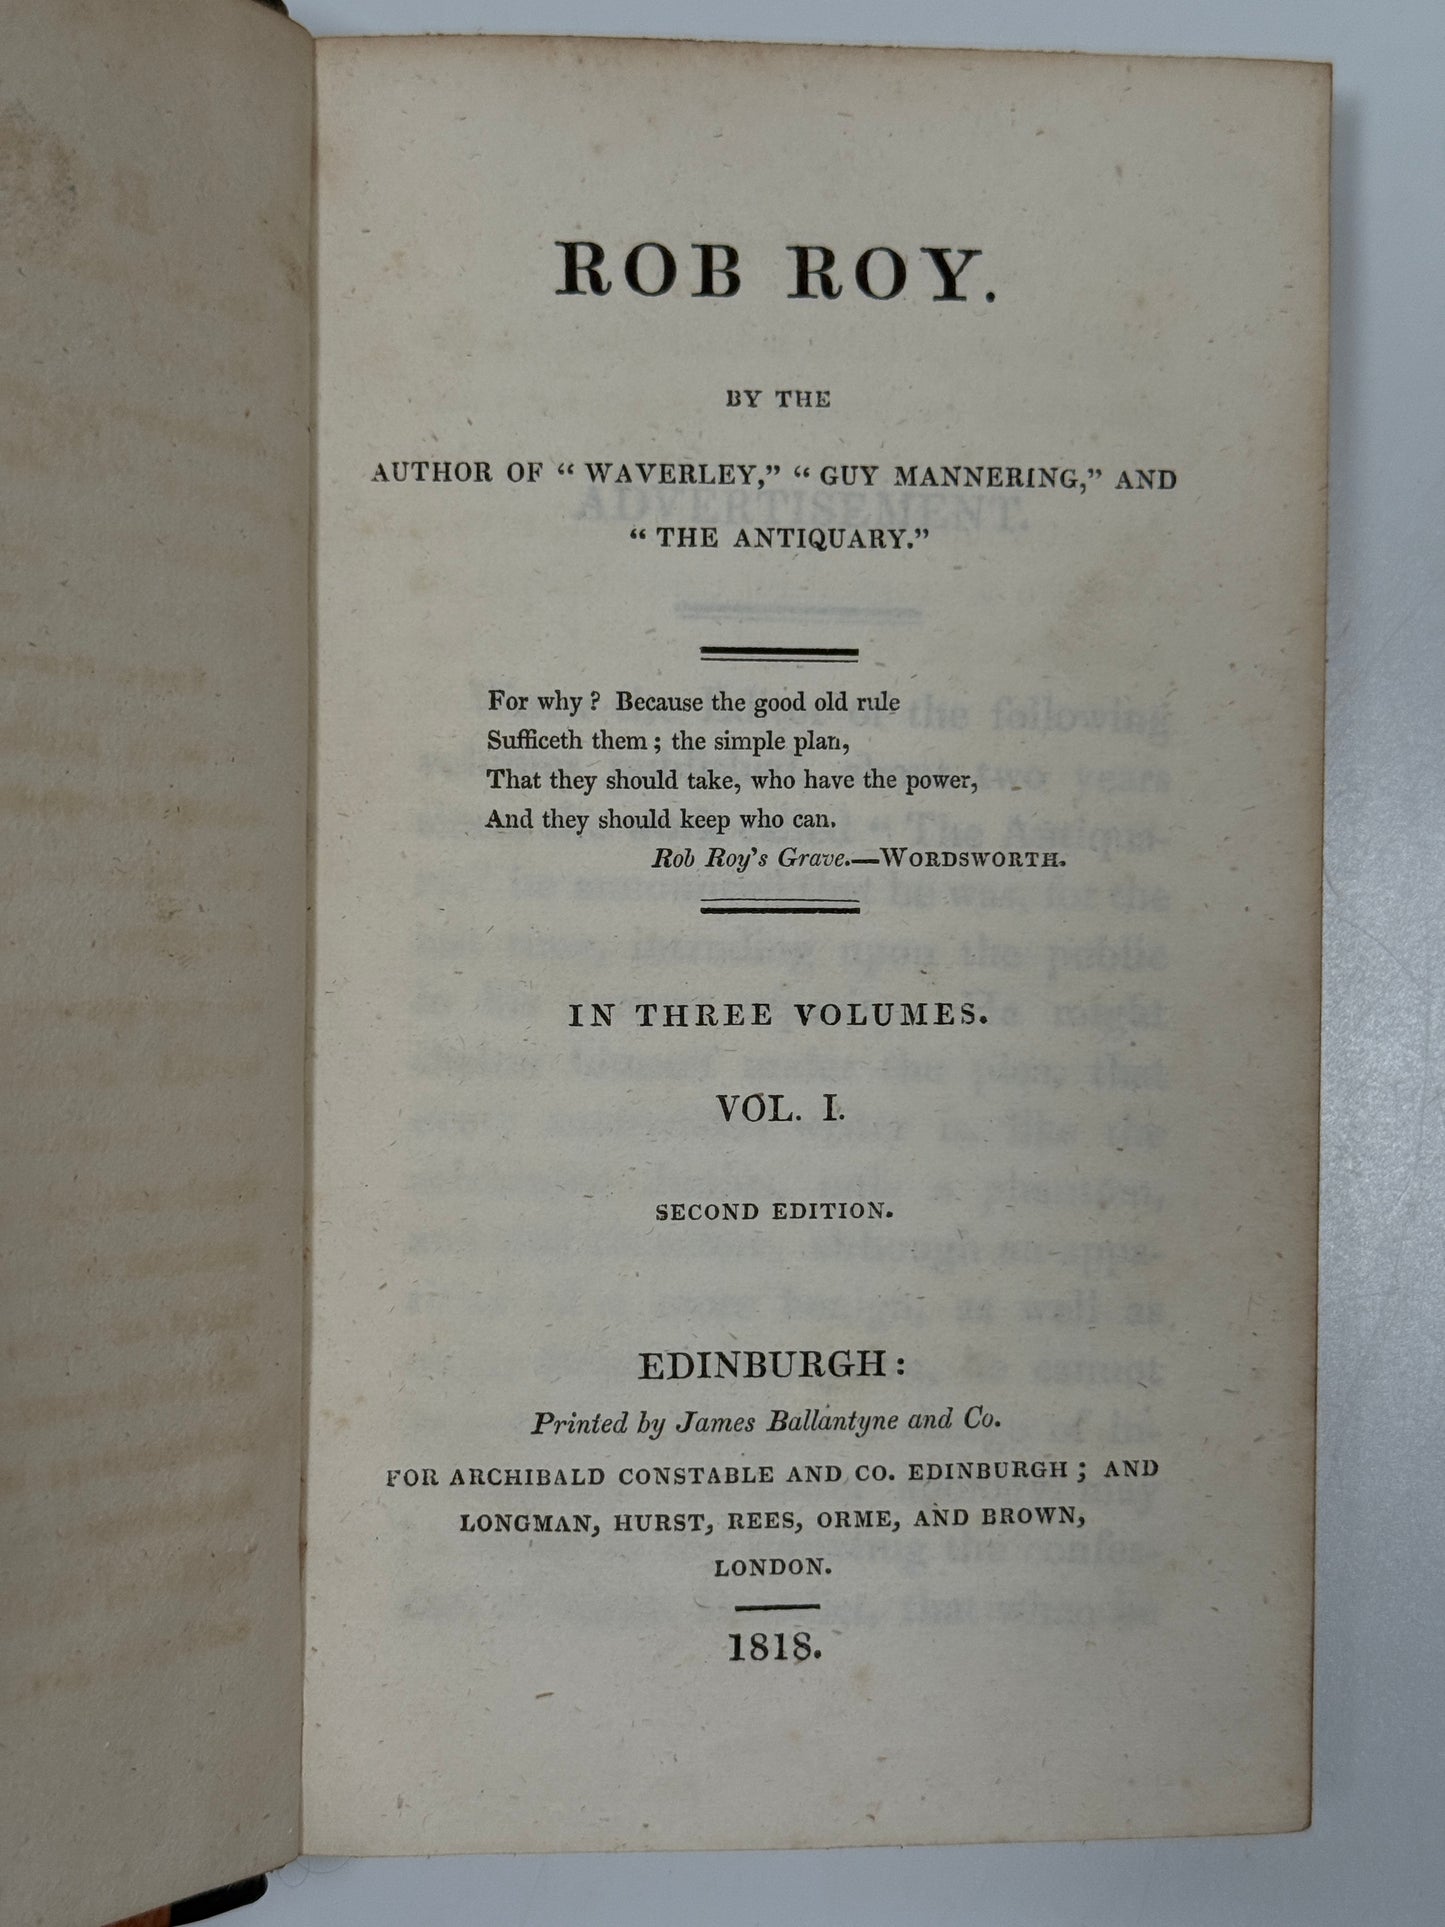 ROB ROY.
BY THE
AUTHOR OF “ WAVERLEY,” “ GUY MANNERING,” AND
“ THE ANTIQUARY.”
For why ? Because the good old rule
Sufficeth them ; the simple plan,
That they should take, who have the power,
And they should keep who can.
Rob Roy's Grave.—WORDSWORTH.
IN THREE VOLUMES.
VOL. I.
SECOND EDITION.
EDINBURGH :
Printed by James Ballantyne and Co.
FOR ARCHIBALD CONSTABLE AND CO. EDINBURGH ; AND
LONGMAN, HURST, REES, ORME, AND BROWN,
LONDON.
1818.